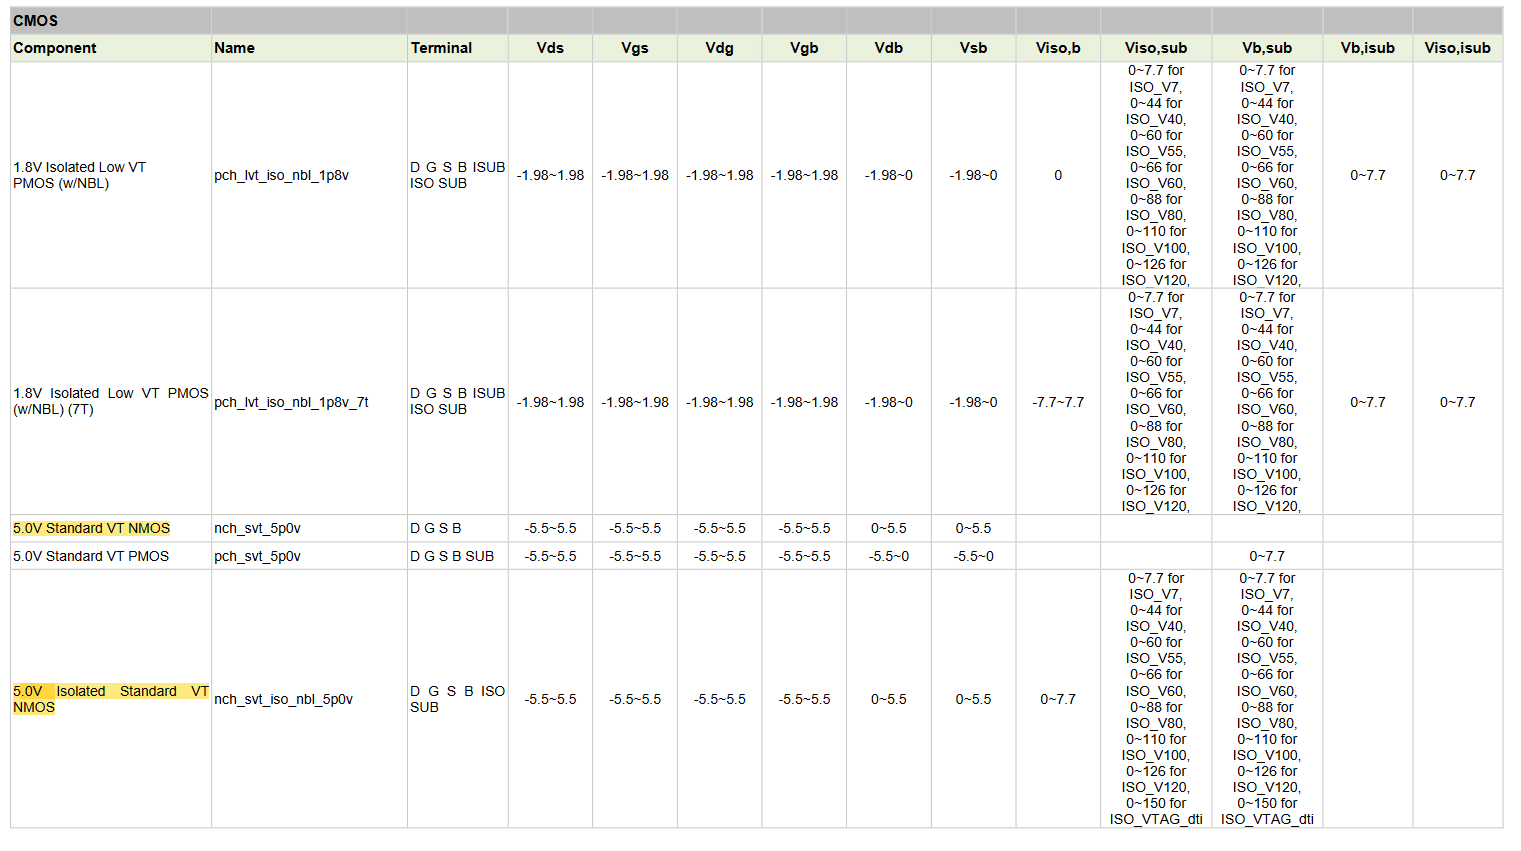 CMOS
Component Name Terminal Vds Vgs Vdg Vgb Vdb Vsb Viso,b Viso,sub Vb,sub Vb,isub Viso,isub
1.8V Isolated Low VT
PMOS (w/NBL)
pch_lvt_iso_nbl_1p8v
D G S B ISUB
ISO SUB
-1.98~1.98 -1.98~1.98 -1.98~1.98 -1.98~1.98 -1.98~0 -1.98~0 0
0~7.7 for
ISO_V7,
0~44 for
ISO_V40,
0~60 for
ISO_V55,
0~66 for
ISO_V60,
0~88 for
ISO_V80,
0~110 for
ISO_V100,
0~126 for
ISO_V120,
0~7.7 for
ISO_V7,
0~44 for
ISO_V40,
0~60 for
ISO_V55,
0~66 for
ISO_V60,
0~88 for
ISO_V80,
0~110 for
ISO_V100,
0~126 for
ISO_V120,
0~7.7 0~7.7
1.8V Isolated Low VT PMOS
(w/NBL) (7T)
pch_lvt_iso_nbl_1p8v_7t
D G S B ISUB
ISO SUB
-1.98~1.98 -1.98~1.98 -1.98~1.98 -1.98~1.98 -1.98~0 -1.98~0 -7.7~7.7
0~7.7 for
ISO_V7,
0~44 for
ISO_V40,
0~60 for
ISO_V55,
0~66 for
ISO_V60,
0~88 for
ISO_V80,
0~110 for
ISO_V100,
0~126 for
ISO_V120,
0~7.7 for
ISO_V7,
0~44 for
ISO_V40,
0~60 for
ISO_V55,
0~66 for
ISO_V60,
0~88 for
ISO_V80,
0~110 for
ISO_V100,
0~126 for
ISO_V120,
0~7.7 0~7.7
5.0V Standard VT NMOS nch_svt_5p0v D G S B -5.5~5.5 -5.5~5.5 -5.5~5.5 -5.5~5.5 0~5.5 0~5.5
5.0V Standard VT PMOS pch_svt_5p0v D G S B SUB -5.5~5.5 -5.5~5.5 -5.5~5.5 -5.5~5.5 -5.5~0 -5.5~0 0~7.7
5.0V Isolated Standard VT
NMOS
nch_svt_iso_nbl_5p0v
D G S B ISO
SUB
-5.5~5.5 -5.5~5.5 -5.5~5.5 -5.5~5.5 0~5.5 0~5.5 0~7.7
0~7.7 for
ISO_V7,
0~44 for
ISO_V40,
0~60 for
ISO_V55,
0~66 for
ISO_V60,
0~88 for
ISO_V80,
0~110 for
ISO_V100,
0~126 for
ISO_V120,
0~150 for
ISO_VTAG_dti
0~7.7 for
ISO_V7,
0~44 for
ISO_V40,
0~60 for
ISO_V55,
0~66 for
ISO_V60,
0~88 for
ISO_V80,
0~110 for
ISO_V100,
0~126 for
ISO_V120,
0~150 for
ISO_VTAG_dti